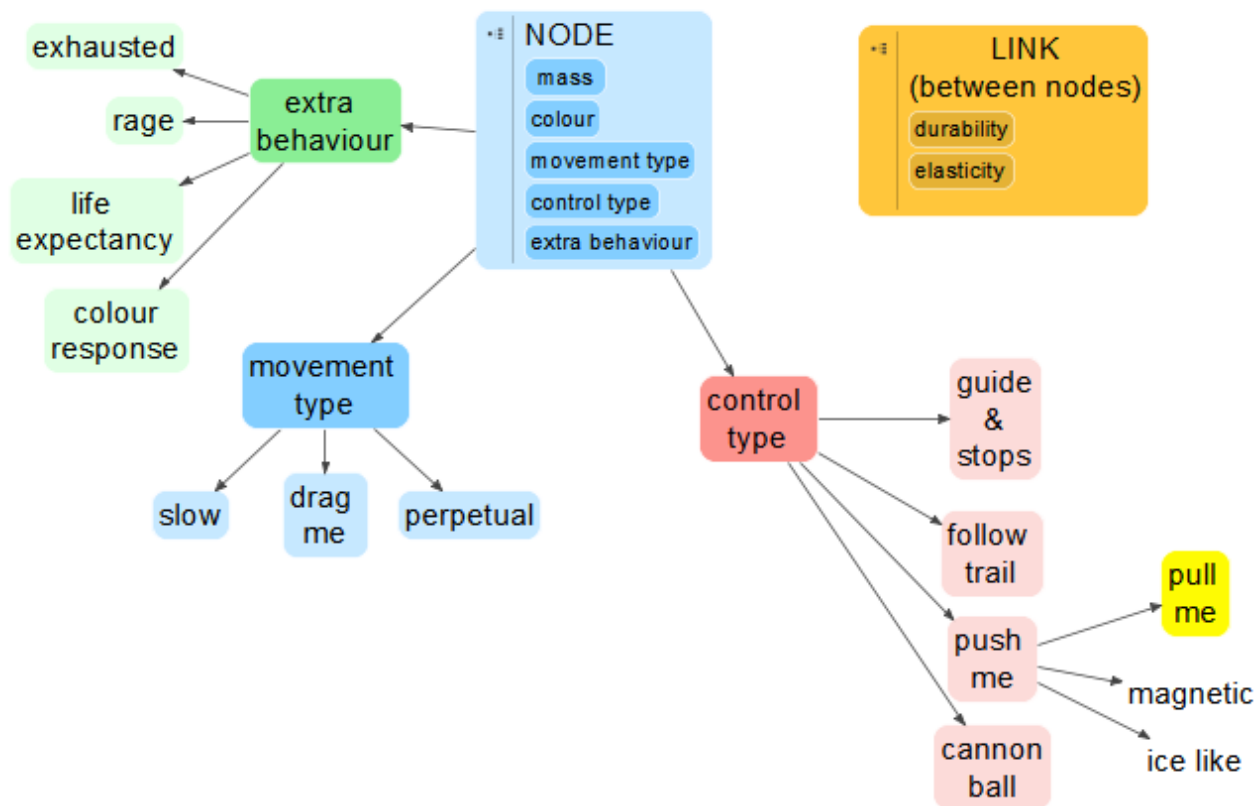 NODE
mass
colour
movement type
control type
extra behaviour
LINK
(between nodes)
durability
elasticity
exhausted
extra
behaviour
rage
life
expectancy
colour
response
movement
type
slow
drag
me
perpetual
control
type
guide
&
stops
follow
trail
push
me
pull
me
magnetic
ice like
cannon
ball